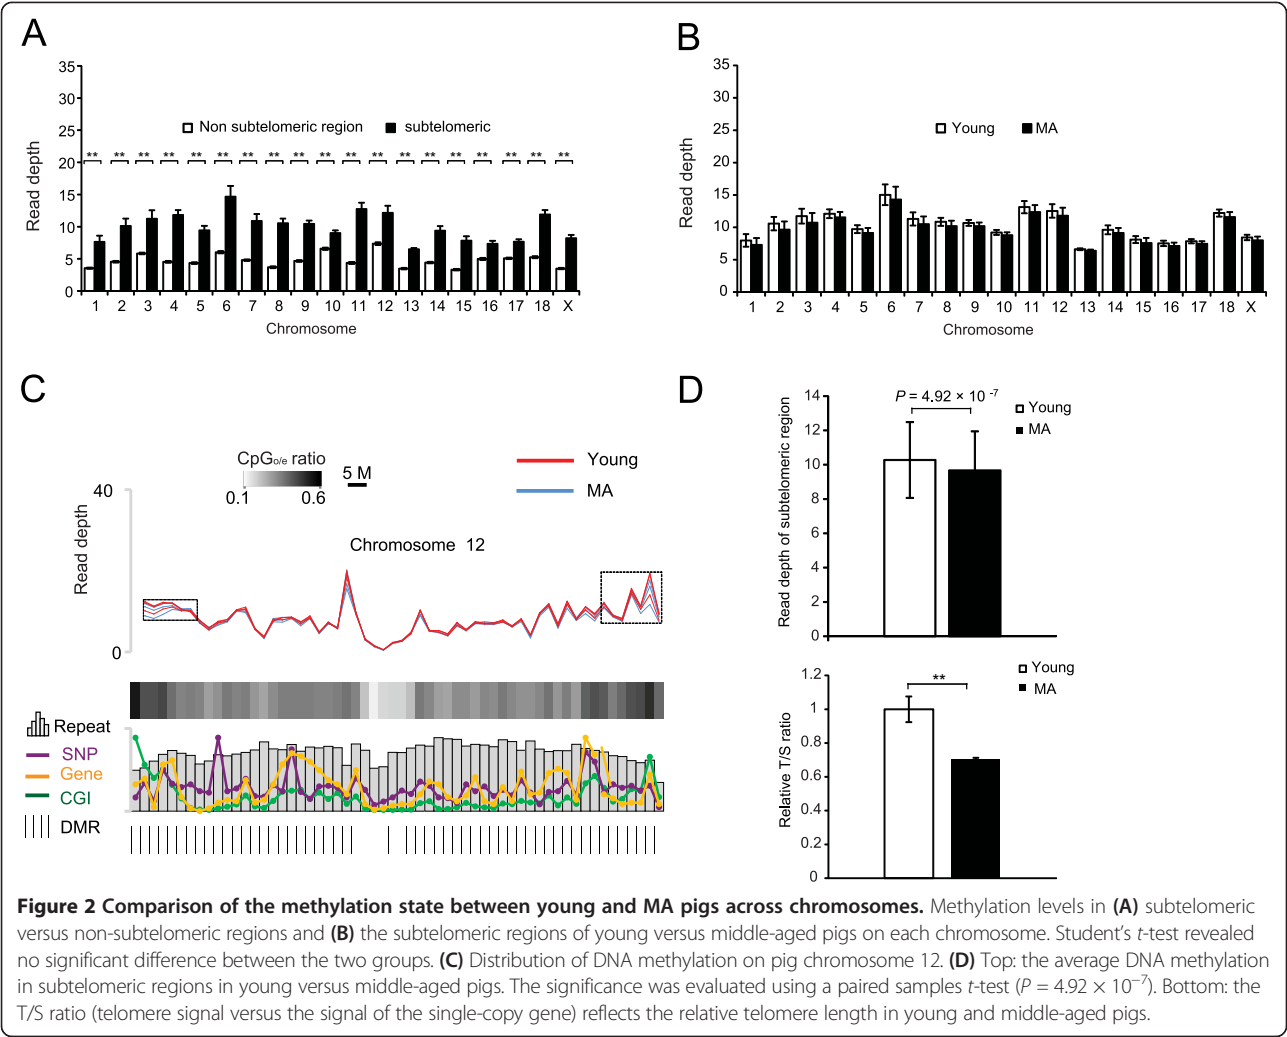 A
35
30
25
20
15
10
5
0
Read depth
Non subtelomeric region
subtelomeric
** ** ** ** ** ** ** ** ** ** ** ** ** ** ** ** ** ** **
1 2 3 4 5 6 7 8 9 10 11 12 13 14 15 16 17 18 X
Chromosome
B
35
30
25
20
15
10
5
0
Read depth
Young
MA
1 2 3 4 5 6 7 8 9 10 11 12 13 14 15 16 17 18 X
Chromosome
C
CpGo/e ratio
0.1 0.6
5 M
Young
MA
40
0
Read depth
Chromosome 12
Repeat
SNP
Gene
CGI
DMR
D
14
12
10
8
6
4
2
0
Read depth of subtelomeric region
P = 4.92 × 10 -7
Young
MA
1.2
1
0.8
0.6
0.4
0.2
0
Relative T/S ratio
**
Young
MA
Figure 2 Comparison of the methylation state between young and MA pigs across chromosomes. Methylation levels in (A) subtelomeric
versus non-subtelomeric regions and (B) the subtelomeric regions of young versus middle-aged pigs on each chromosome. Student's t-test revealed
no significant difference between the two groups. (C) Distribution of DNA methylation on pig chromosome 12. (D) Top: the average DNA methylation
in subtelomeric regions in young versus middle-aged pigs. The significance was evaluated using a paired samples t-test (P = 4.92 × 10⁻⁷). Bottom: the
T/S ratio (telomere signal versus the signal of the single-copy gene) reflects the relative telomere length in young and middle-aged pigs.